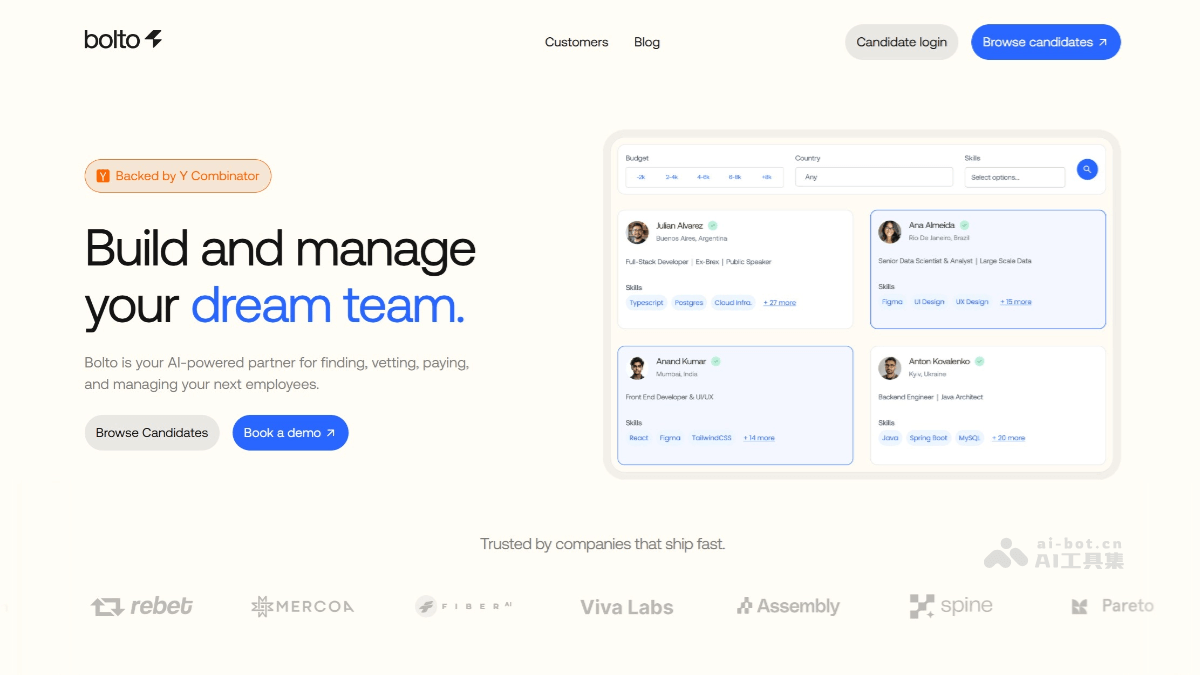 bolto
Customers
Blog
Candidate login
Browse candidates
Backed by Y Combinator
Build and manage
your dream team.
Bolto is your AI-powered partner for finding, vetting, paying,
and managing your next employees.
Browse Candidates
Book a demo
Budget
Country
Skills
-2k
2-4k
4-6k
6-8k
+8k
Any
Select options...
Julian Alvarez
Buenos Aires, Argentina
Full-Stack Developer | Ex-Brex | Public Speaker
Skills
Typescript
Postgres
Cloud Infra.
+ 27 more
Ana Almeida
Rio De Janeiro, Brazil
Senior Data Scientist & Analyst | Large Scale Data
Skills
Figma
UI Design
UX Design
+ 15 more
Anand Kumar
Mumbai, India
Front End Developer & UI/UX
Skills
React
Figma
TailwindCSS
+ 14 more
Anton Kovalenko
Kyiv, Ukraine
Backend Engineer | Java Architect
Skills
Java
Spring Boot
MySQL
+ 20 more
Trusted by companies that ship fast.
ai-bot.cn
AI工具集
rebet
MERCOA
FIBER AI
Viva Labs
Assembly
spine
Pareto